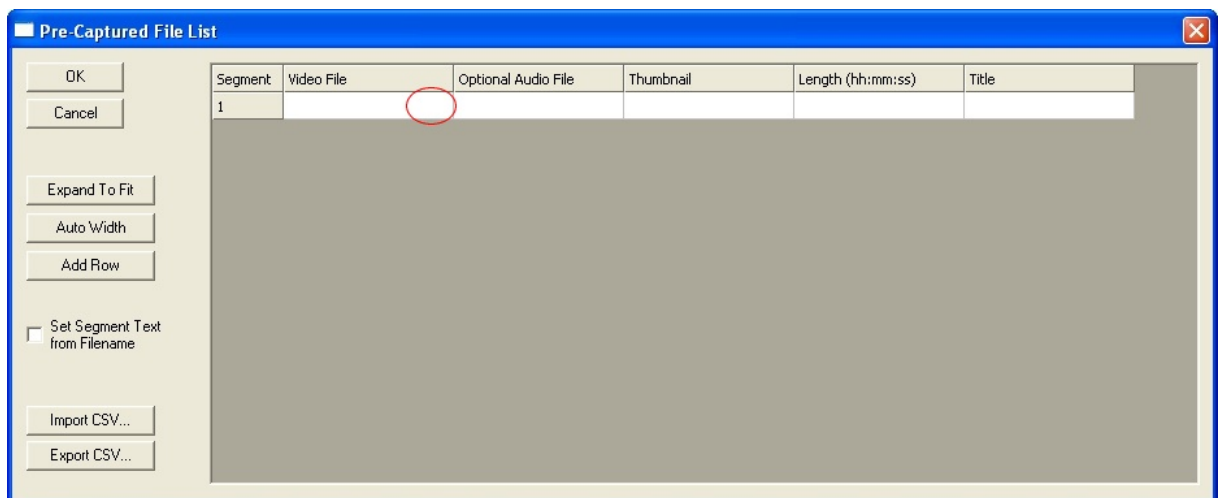 Pre-Captured File List
OK
Cancel
Expand To Fit
Auto Width
Add Row
Set Segment Text
from Filename
Import CSV...
Export CSV...
Segment Video File Optional Audio File Thumbnail Length (hh:mm:ss) Title
1